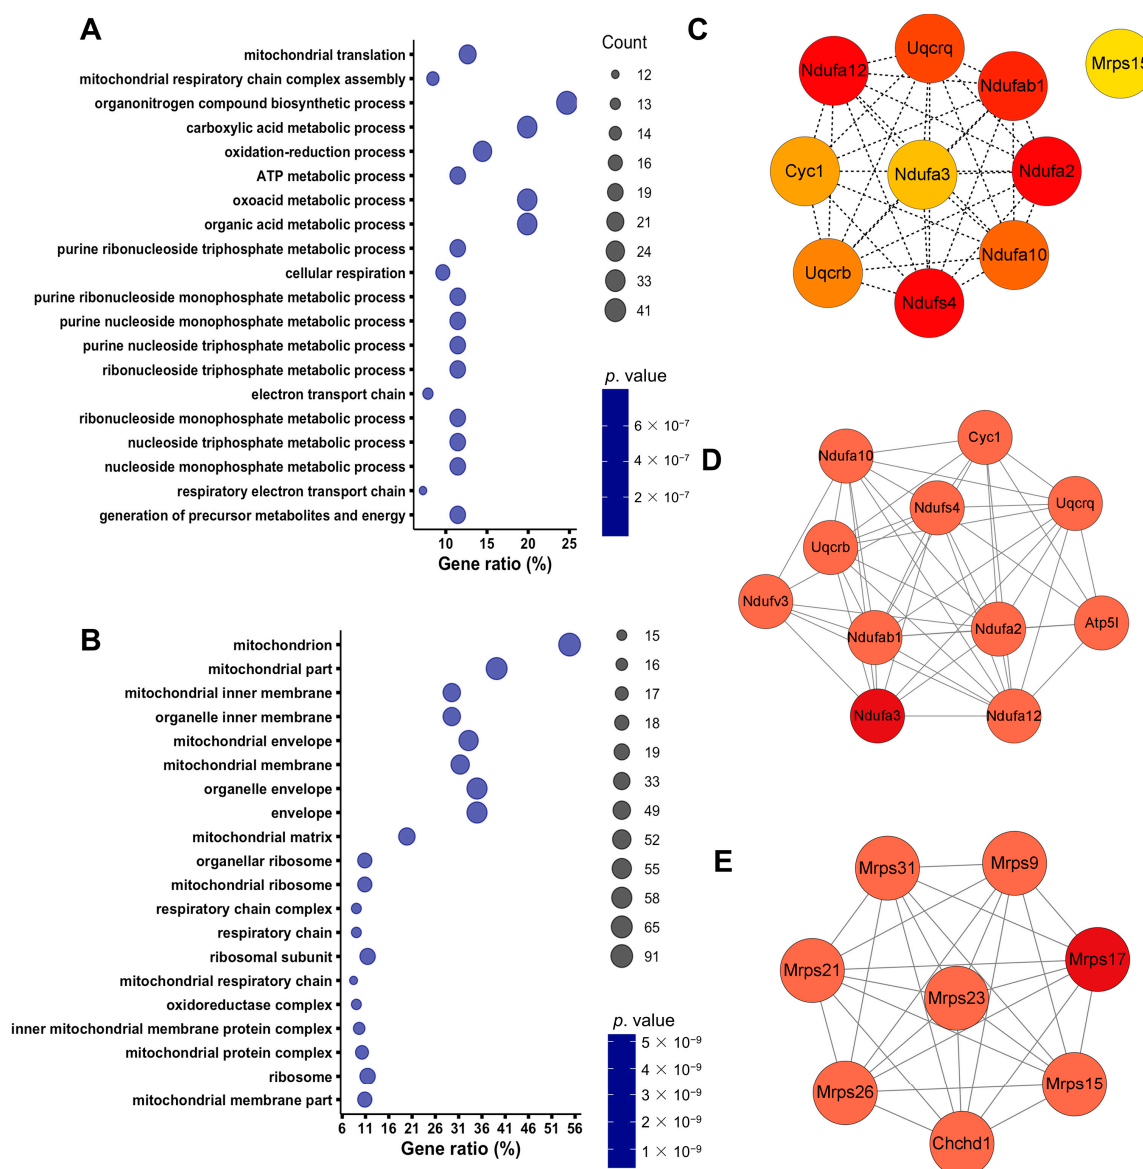 A
mitochondrial translation
mitochondrial respiratory chain complex assembly
organonitrogen compound biosynthetic process
carboxylic acid metabolic process
oxidation-reduction process
ATP metabolic process
oxoacid metabolic process
organic acid metabolic process
purine ribonucleoside triphosphate metabolic process
cellular respiration
purine ribonucleoside monophosphate metabolic process
purine nucleoside monophosphate metabolic process
purine nucleoside triphosphate metabolic process
ribonucleoside triphosphate metabolic process
electron transport chain
ribonucleoside monophosphate metabolic process
nucleoside triphosphate metabolic process
nucleoside monophosphate metabolic process
respiratory electron transport chain
generation of precursor metabolites and energy
10 15 20 25
Gene ratio (%)
Count
12
13
14
16
19
21
24
33
41
p. value
6 × 10⁻⁷
4 × 10⁻⁷
2 × 10⁻⁷
B
mitochondrion
mitochondrial part
mitochondrial inner membrane
organelle inner membrane
mitochondrial envelope
mitochondrial membrane
organelle envelope
envelope
mitochondrial matrix
organellar ribosome
mitochondrial ribosome
respiratory chain complex
respiratory chain
ribosomal subunit
mitochondrial respiratory chain
oxidoreductase complex
inner mitochondrial membrane protein complex
mitochondrial protein complex
ribosome
mitochondrial membrane part
6 11 16 21 26 31 36 41 46 51 56
Gene ratio (%)
15
16
17
18
19
33
49
52
55
58
65
91
p. value
5 × 10⁻⁹
4 × 10⁻⁹
3 × 10⁻⁹
2 × 10⁻⁹
1 × 10⁻⁹
C
Uqcrq
Ndufa12
Ndufab1
Mrps15
Cyc1
Ndufa3
Ndufa2
Uqcrb
Ndufa10
Ndufs4
D
Cyc1
Ndufa10
Ndufs4
Uqcrq
Uqcrb
Ndufv3
Ndufab1
Ndufa2
Atp5l
Ndufa3
Ndufa12
E
Mrps31
Mrps9
Mrps17
Mrps21
Mrps23
Mrps26
Mrps15
Chchd1